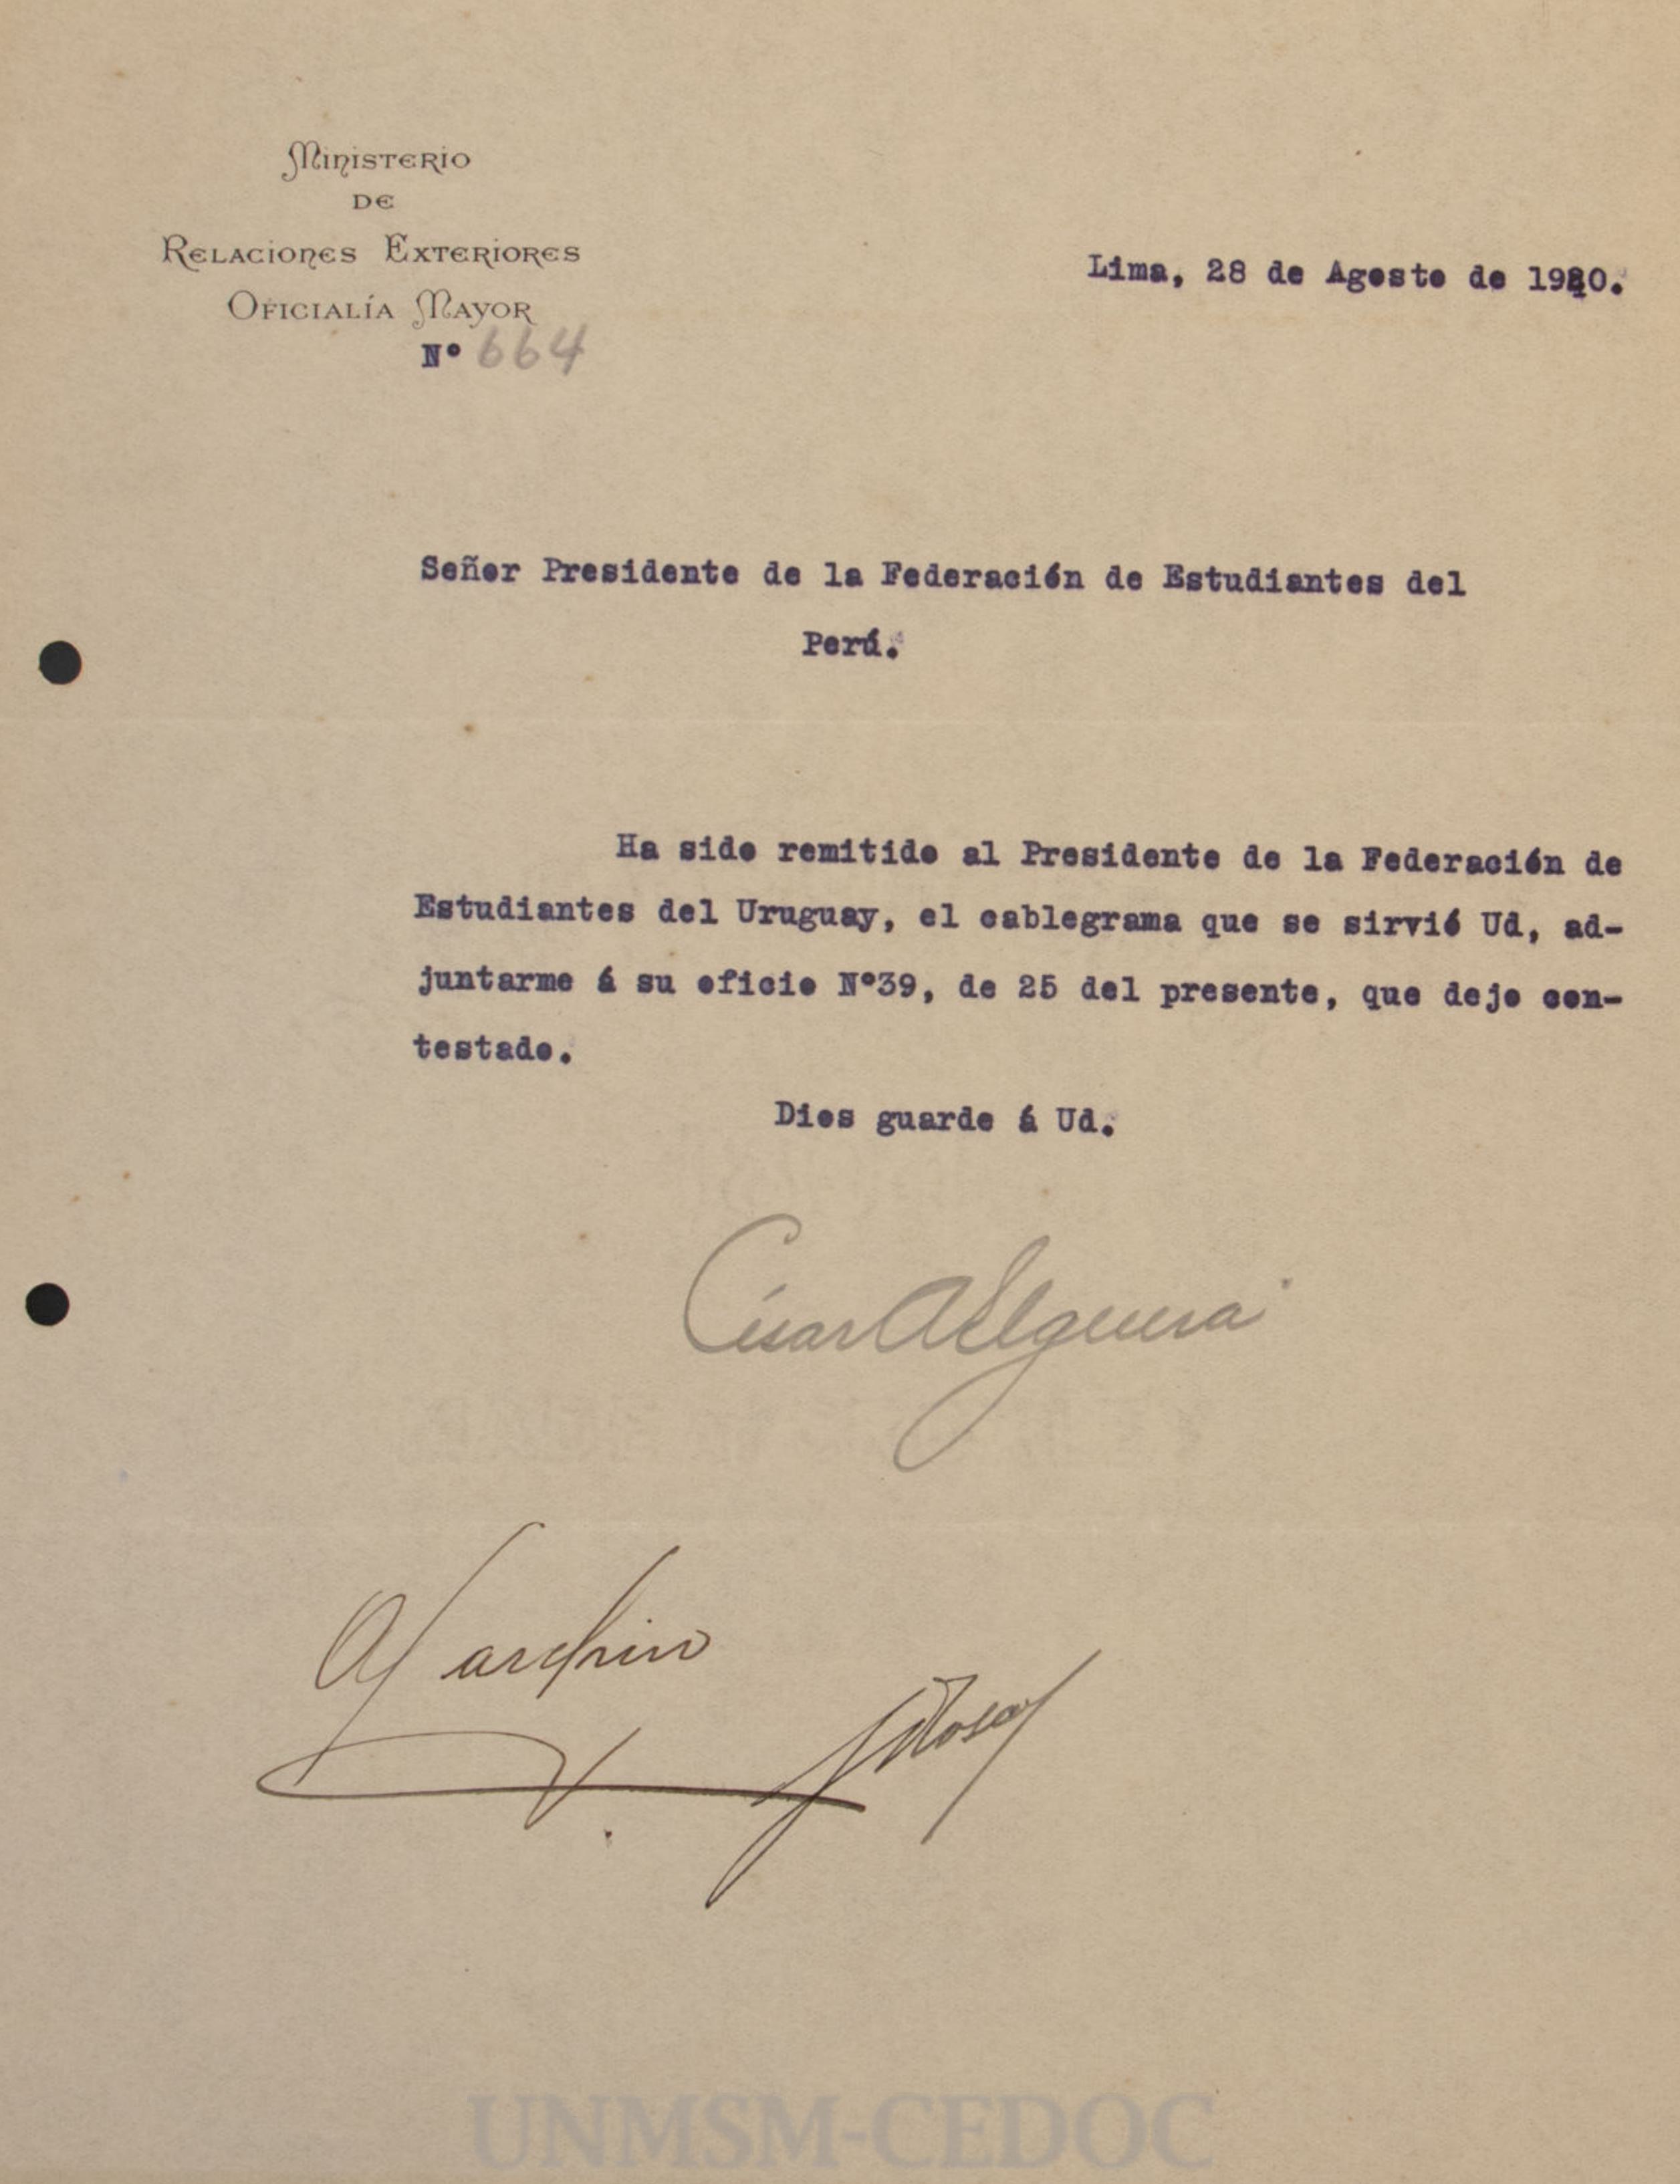 Ministerio
de
Relaciones Exteriores
Oficialía Mayor
N° 664
Lima, 28 de Agosto de 1920.
Señor Presidente de la Federación de Estudiantes del
Perú.
Ha sido remitido al Presidente de la Federación de
Estudiantes del Uruguay, el cablegrama que se sirvió Ud, ad-
juntarme á su oficio N°39, de 25 del presente, que dejo con-
testado.
Dios guarde á Ud.
César A Elguera
Al archivo
UNMSM-CEDOC